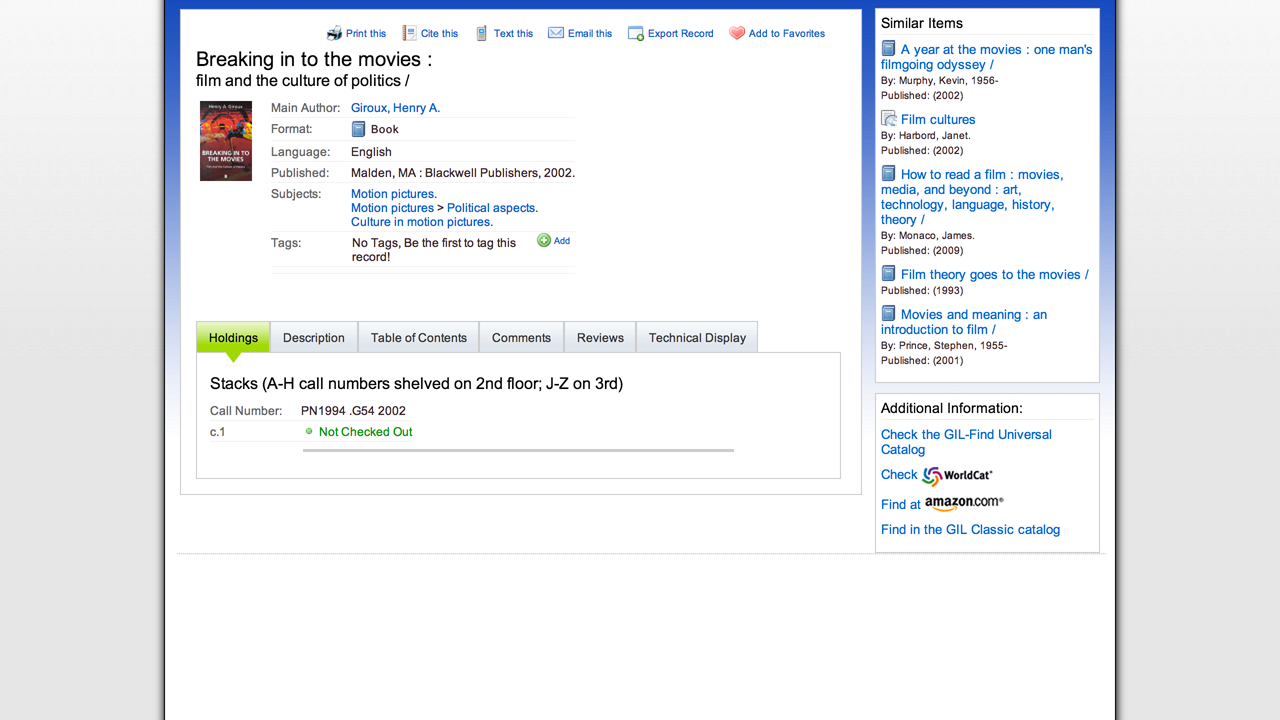 Print this Cite this Text this Email this Export Record Add to Favorites
Breaking in to the movies :
film and the culture of politics /
Henry A. Giroux
BREAKING IN TO
THE MOVIES
Main Author: Giroux, Henry A.
Format: Book
Language: English
Published: Malden, MA : Blackwell Publishers, 2002.
Subjects: Motion pictures.
Motion pictures > Political aspects.
Culture in motion pictures.
Tags: No Tags, Be the first to tag this
record!
Add
Holdings Description Table of Contents Comments Reviews Technical Display
Stacks (A-H call numbers shelved on 2nd floor; J-Z on 3rd)
Call Number: PN1994 .G54 2002
c.1 Not Checked Out
Similar Items
A year at the movies : one man's
filmgoing odyssey /
By: Murphy, Kevin, 1956-
Published: (2002)
Film cultures
By: Harbord, Janet.
Published: (2002)
How to read a film : movies,
media, and beyond : art,
technology, language, history,
theory /
By: Monaco, James.
Published: (2009)
Film theory goes to the movies /
Published: (1993)
Movies and meaning : an
introduction to film /
By: Prince, Stephen, 1955-
Published: (2001)
Additional Information:
Check the GIL-Find Universal
Catalog
Check WorldCat
Find at amazon.com
Find in the GIL Classic catalog